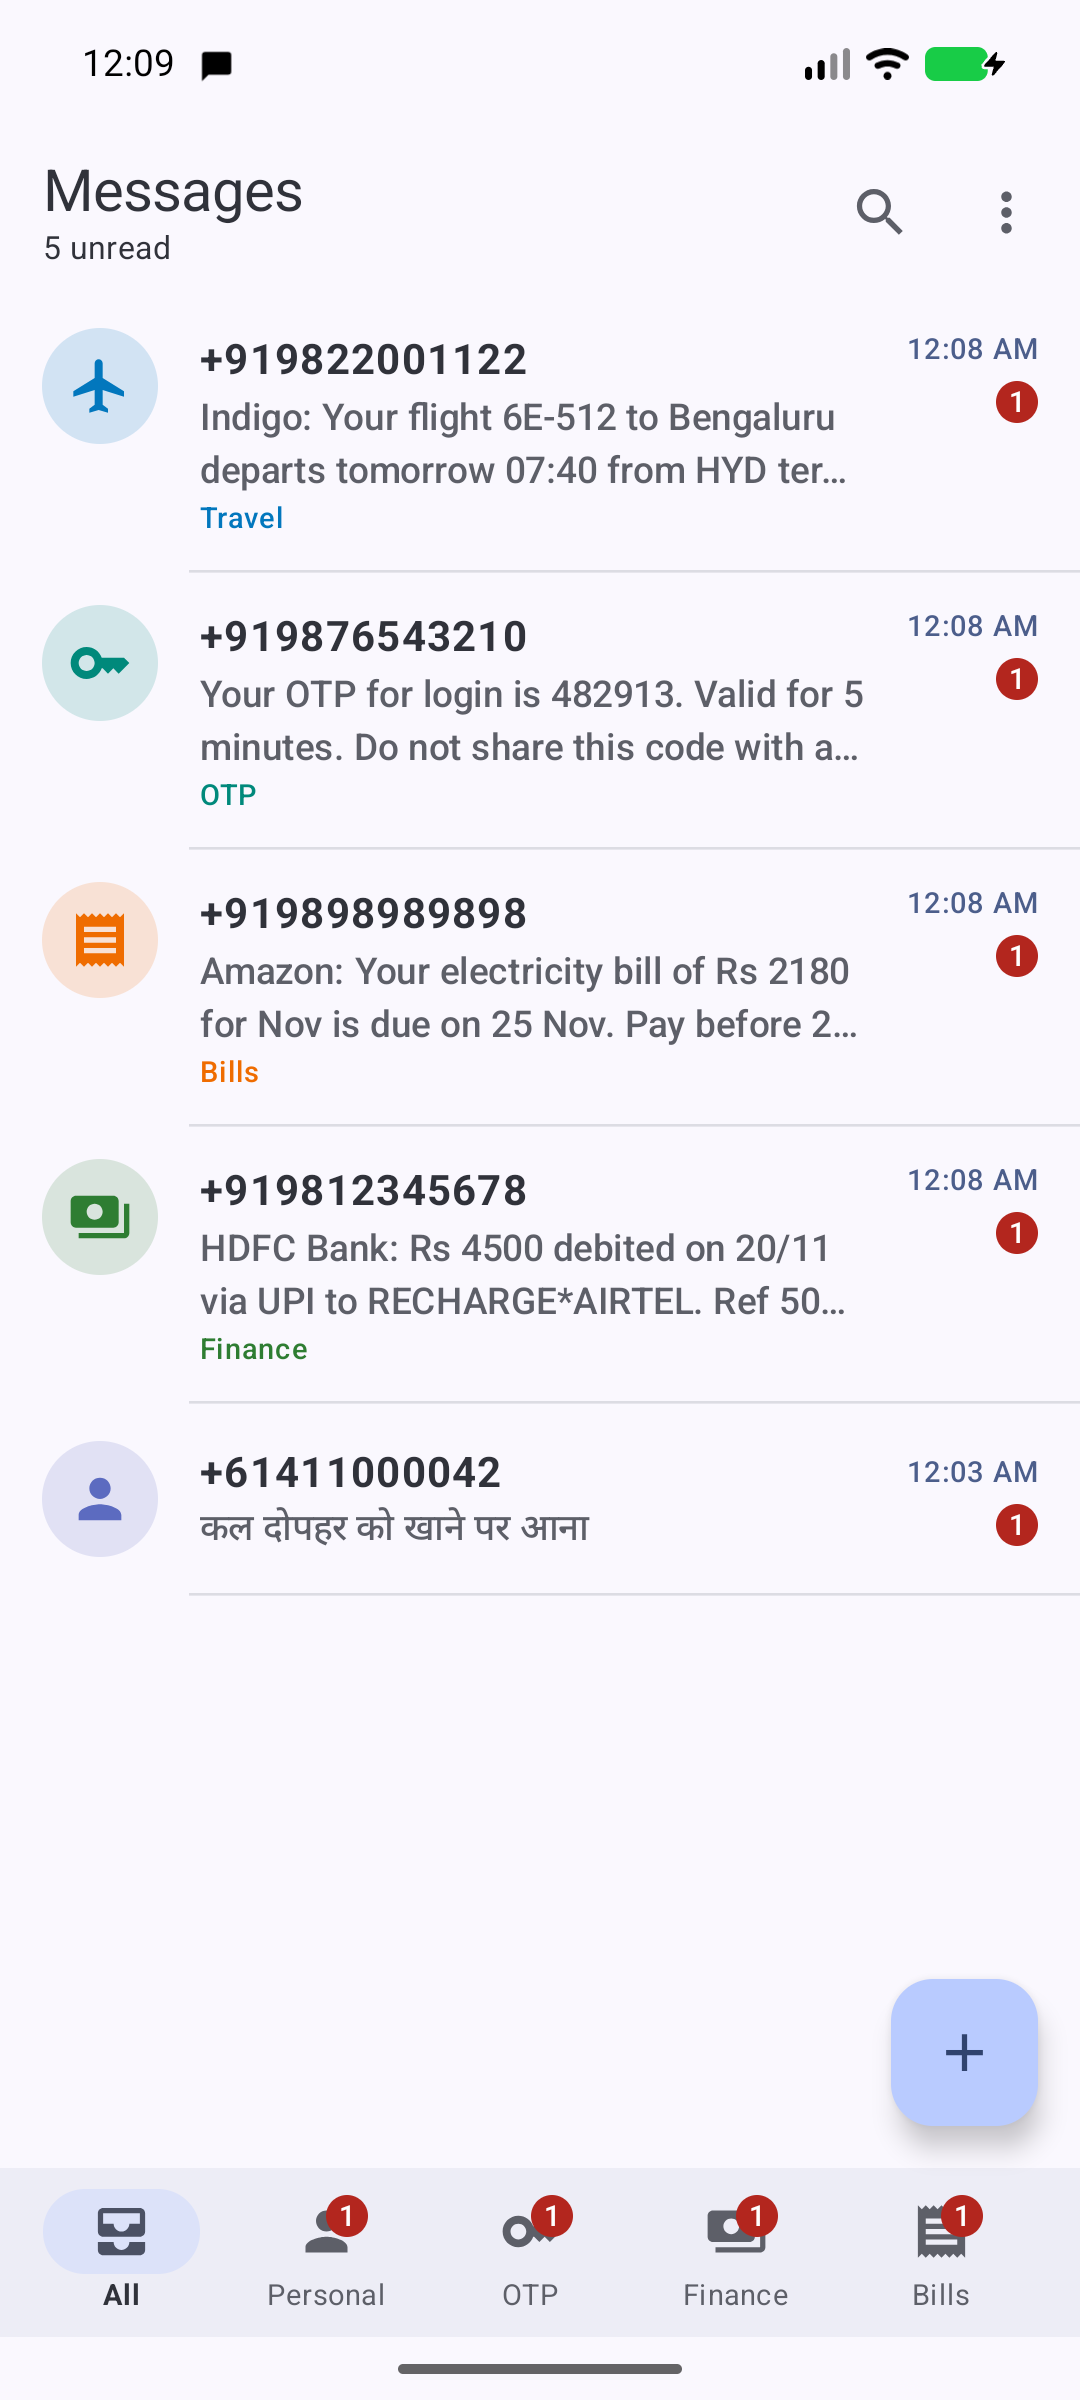 12:09
Messages
5 unread
+919822001122
12:08 AM
1
Indigo: Your flight 6E-512 to Bengaluru
departs tomorrow 07:40 from HYD ter...
Travel
+919876543210
12:08 AM
1
Your OTP for login is 482913. Valid for 5
minutes. Do not share this code with a...
OTP
+919898989898
12:08 AM
1
Amazon: Your electricity bill of Rs 2180
for Nov is due on 25 Nov. Pay before 2...
Bills
+919812345678
12:08 AM
1
HDFC Bank: Rs 4500 debited on 20/11
via UPI to RECHARGE*AIRTEL. Ref 50...
Finance
+61411000042
12:03 AM
कल दोपहर को खाने पर आना
1
+
1
1
1
1
All
Personal
OTP
Finance
Bills